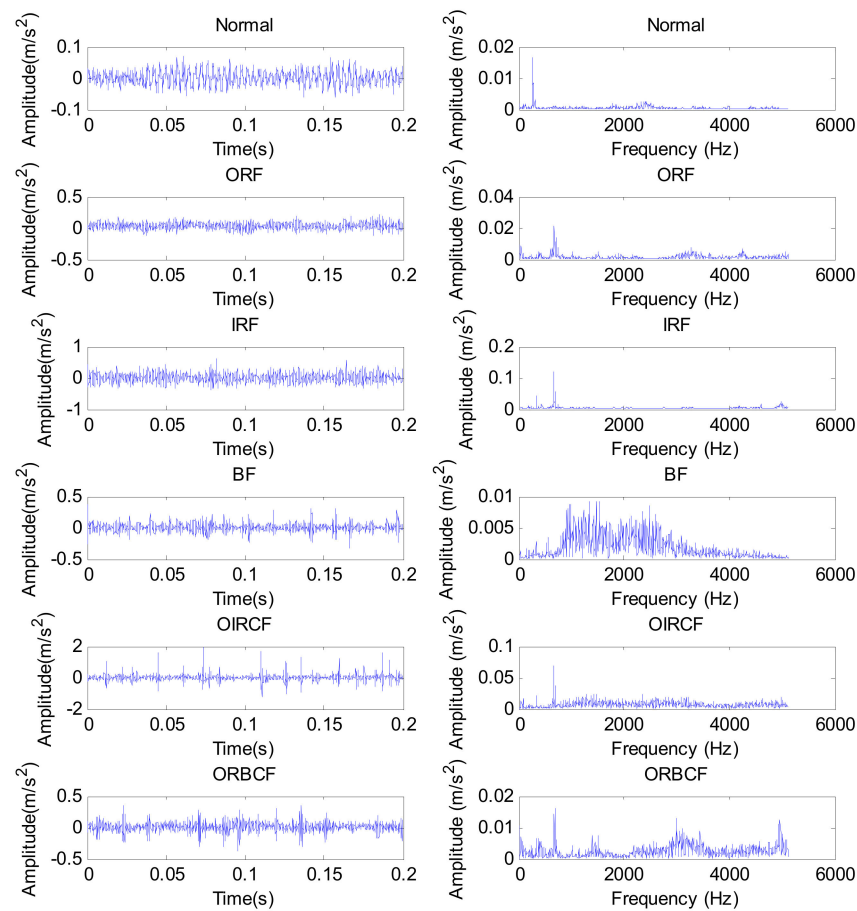 Normal
Normal
Amplitude(m/s²)
0.1
0
-0.1
0 0.05 0.1 0.15 0.2
Time(s)
Amplitude (m/s²)
0.02
0.01
0
0 2000 4000 6000
Frequency (Hz)
ORF
ORF
Amplitude(m/s²)
0.5
0
-0.5
0 0.05 0.1 0.15 0.2
Time(s)
Amplitude (m/s²)
0.04
0.02
0
0 2000 4000 6000
Frequency (Hz)
IRF
IRF
Amplitude(m/s²)
1
0
-1
0 0.05 0.1 0.15 0.2
Time(s)
Amplitude (m/s²)
0.2
0.1
0
0 2000 4000 6000
Frequency (Hz)
BF
BF
Amplitude(m/s²)
0.5
0
-0.5
0 0.05 0.1 0.15 0.2
Time(s)
Amplitude (m/s²)
0.01
0.005
0
0 2000 4000 6000
Frequency (Hz)
OIRCF
OIRCF
Amplitude(m/s²)
2
0
-2
0 0.05 0.1 0.15 0.2
Time(s)
Amplitude (m/s²)
0.1
0.05
0
0 2000 4000 6000
Frequency (Hz)
ORBCF
ORBCF
Amplitude(m/s²)
0.5
0
-0.5
0 0.05 0.1 0.15 0.2
Time(s)
Amplitude (m/s²)
0.02
0.01
0
0 2000 4000 6000
Frequency (Hz)